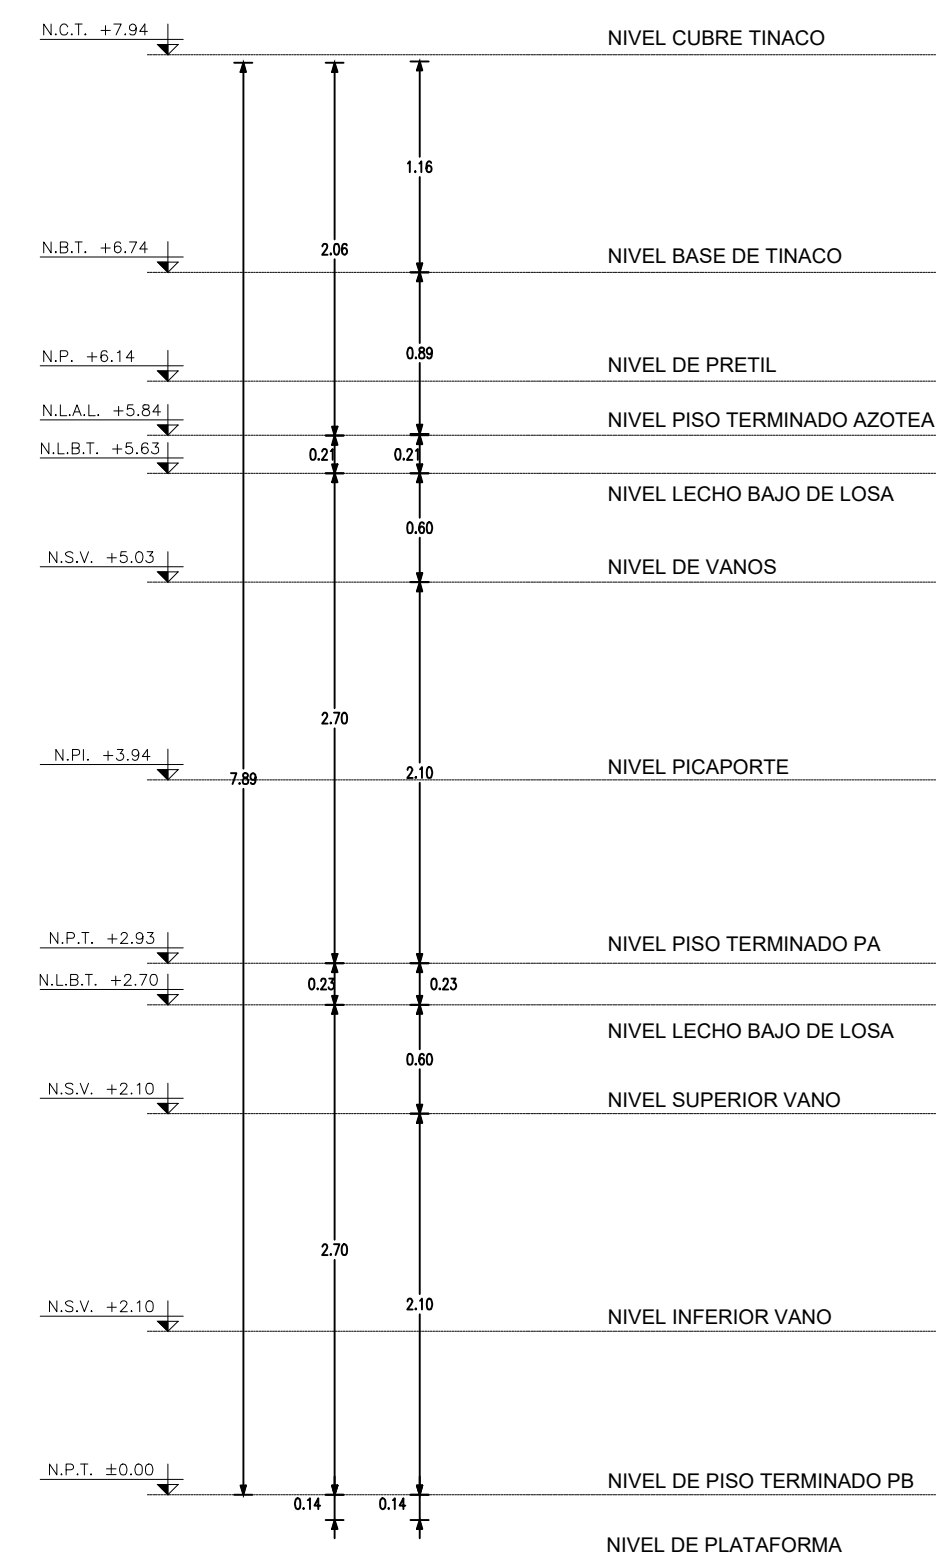 N.C.T. +7.94 NIVEL CUBRE TINACO
1.16
N.B.T. +6.74 2.06 NIVEL BASE DE TINACO
N.P. +6.14 0.89 NIVEL DE PRETIL
N.L.A.L. +5.84 NIVEL PISO TERMINADO AZOTEA
N.L.B.T. +5.63 0.21 0.21
NIVEL LECHO BAJO DE LOSA
0.60
N.S.V. +5.03 NIVEL DE VANOS
2.70
N.PI. +3.94 7.89 2.10 NIVEL PICAPORTE
N.P.T. +2.93 NIVEL PISO TERMINADO PA
N.L.B.T. +2.70 0.23 0.23
NIVEL LECHO BAJO DE LOSA
0.60
N.S.V. +2.10 NIVEL SUPERIOR VANO
2.70
N.S.V. +2.10 2.10 NIVEL INFERIOR VANO
N.P.T. ±0.00 NIVEL DE PISO TERMINADO PB
0.14 0.14
NIVEL DE PLATAFORMA